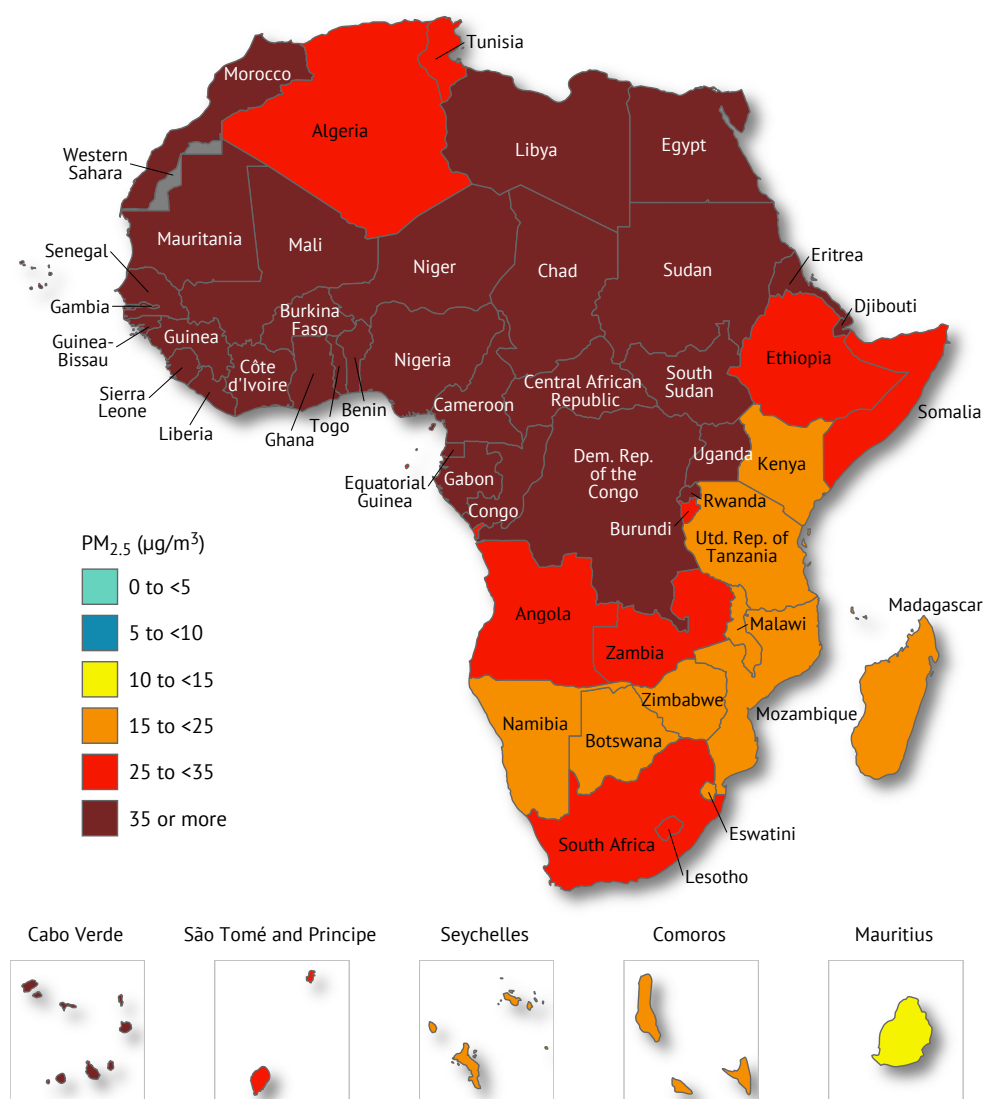 Tunisia
Morocco
Algeria
Libya
Egypt
Western
Sahara
Mauritania
Mali
Niger
Chad
Sudan
Eritrea
Senegal
Gambia
Djibouti
Guinea-
Bissau
Guinea
Burkina
Faso
Nigeria
Ethiopia
Côte
d'Ivoire
Central African
Republic
South
Sudan
Sierra
Leone
Liberia
Ghana
Togo
Benin
Cameroon
Somalia
Equatorial
Guinea
Gabon
Congo
Dem. Rep.
of the
Congo
Uganda
Kenya
Rwanda
Burundi
Utd. Rep. of
Tanzania
Angola
Zambia
Malawi
Madagascar
Mozambique
Zimbabwe
Namibia
Botswana
Eswatini
South Africa
Lesotho
PM2.5 (µg/m3)
0 to <5
5 to <10
10 to <15
15 to <25
25 to <35
35 or more
Cabo Verde
São Tomé and Principe
Seychelles
Comoros
Mauritius